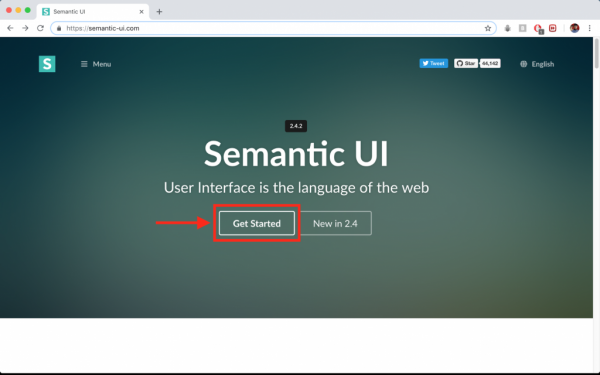 Semantic UI
https://semantic-ui.com
S
Menu
Tweet
Star
44,142
English
2.4.2
Semantic UI
User Interface is the language of the web
Get Started
New in 2.4